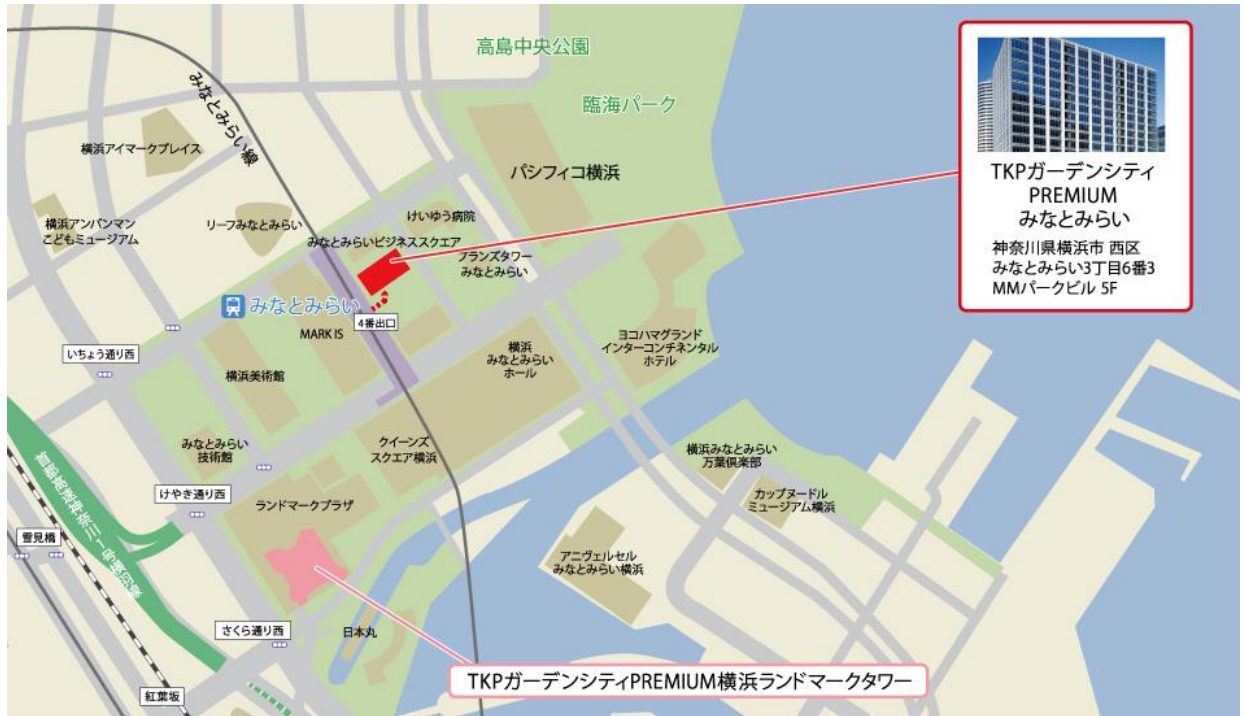 高島中央公園
臨海パーク
みなとみらい線
横浜アイマークプレイス
パシフィコ横浜
横浜アンパンマン
こどもミュージアム
リーフみなとみらい
けいゆう病院
みなとみらいビジネススクエア
ブランズタワー
みなとみらい
みなとみらい
4番出口
MARK IS
いちょう通り西
横浜美術館
横浜
みなとみらい
ホール
ヨコハマグランド
インターコンチネンタル
ホテル
みなとみらい
技術館
クイーンズ
スクエア横浜
横浜みなとみらい
万葉倶楽部
カップヌードル
ミュージアム横浜
けやき通り西
ランドマークプラザ
首都高速神奈川1号横羽線
雪見橋
アニヴェルセル
みなとみらい横浜
さくら通り西
日本丸
紅葉坂
TKPガーデンシティPREMIUM横浜ランドマークタワー
TKPガーデンシティ
PREMIUM
みなとみらい
神奈川県横浜市 西区
みなとみらい3丁目6番3
MMパークビル 5F